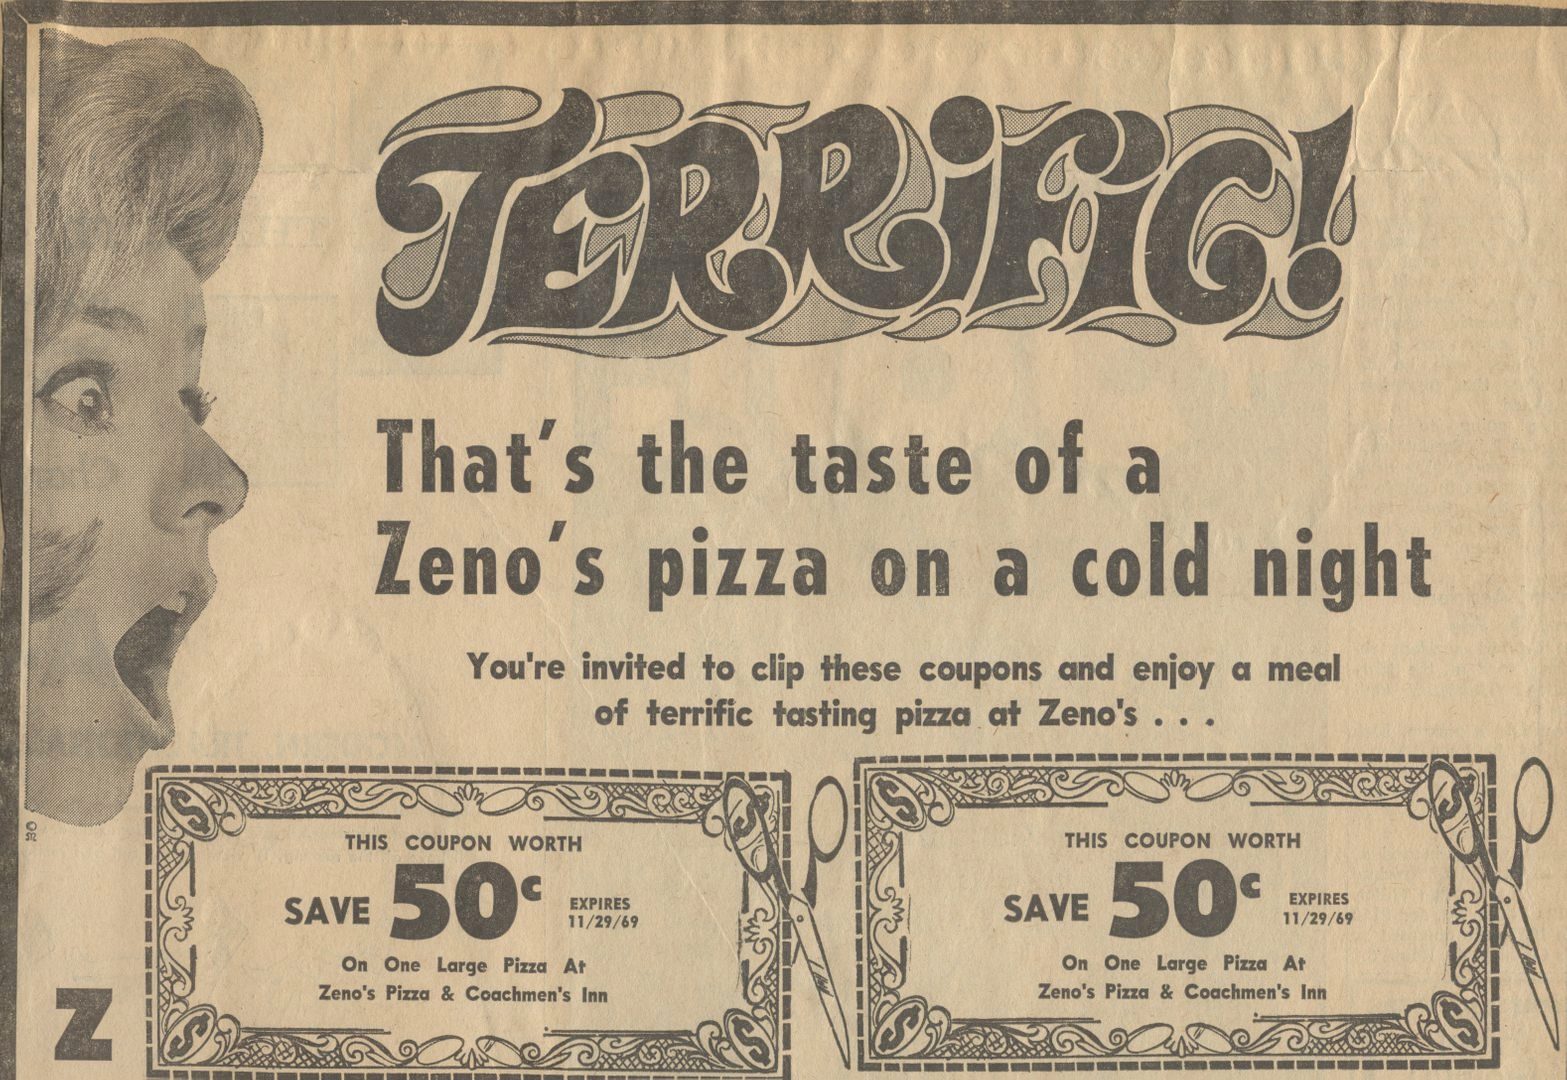 TERRIFIC!
That's the taste of a
Zeno's pizza on a cold night
You're invited to clip these coupons and enjoy a meal
of terrific tasting pizza at Zeno's . . .
THIS COUPON WORTH
SAVE 50c
EXPIRES
11/29/69
On One Large Pizza At
Zeno's Pizza & Coachmen's Inn
THIS COUPON WORTH
SAVE 50c
EXPIRES
11/29/69
On One Large Pizza At
Zeno's Pizza & Coachmen's Inn
Z